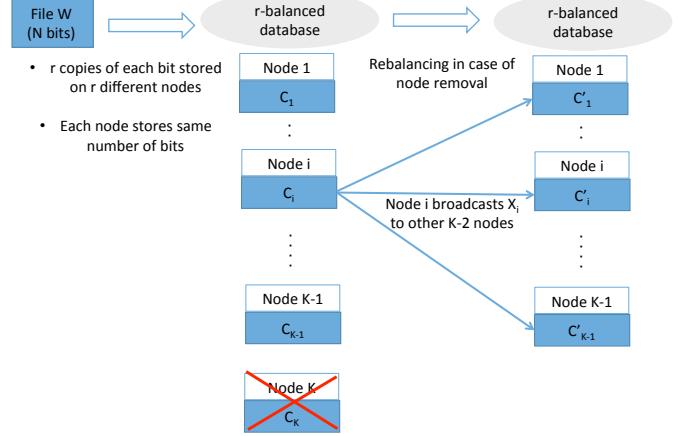 File W
(N bits)
r-balanced
database
r-balanced
database
• r copies of each bit stored
on r different nodes
• Each node stores same
number of bits
Node 1
C1
Node i
Ci
Node K-1
CK-1
Node K
CK
Rebalancing in case of
node removal
Node i broadcasts Xi
to other K-2 nodes
Node 1
C'1
Node i
C'i
Node K-1
C'K-1